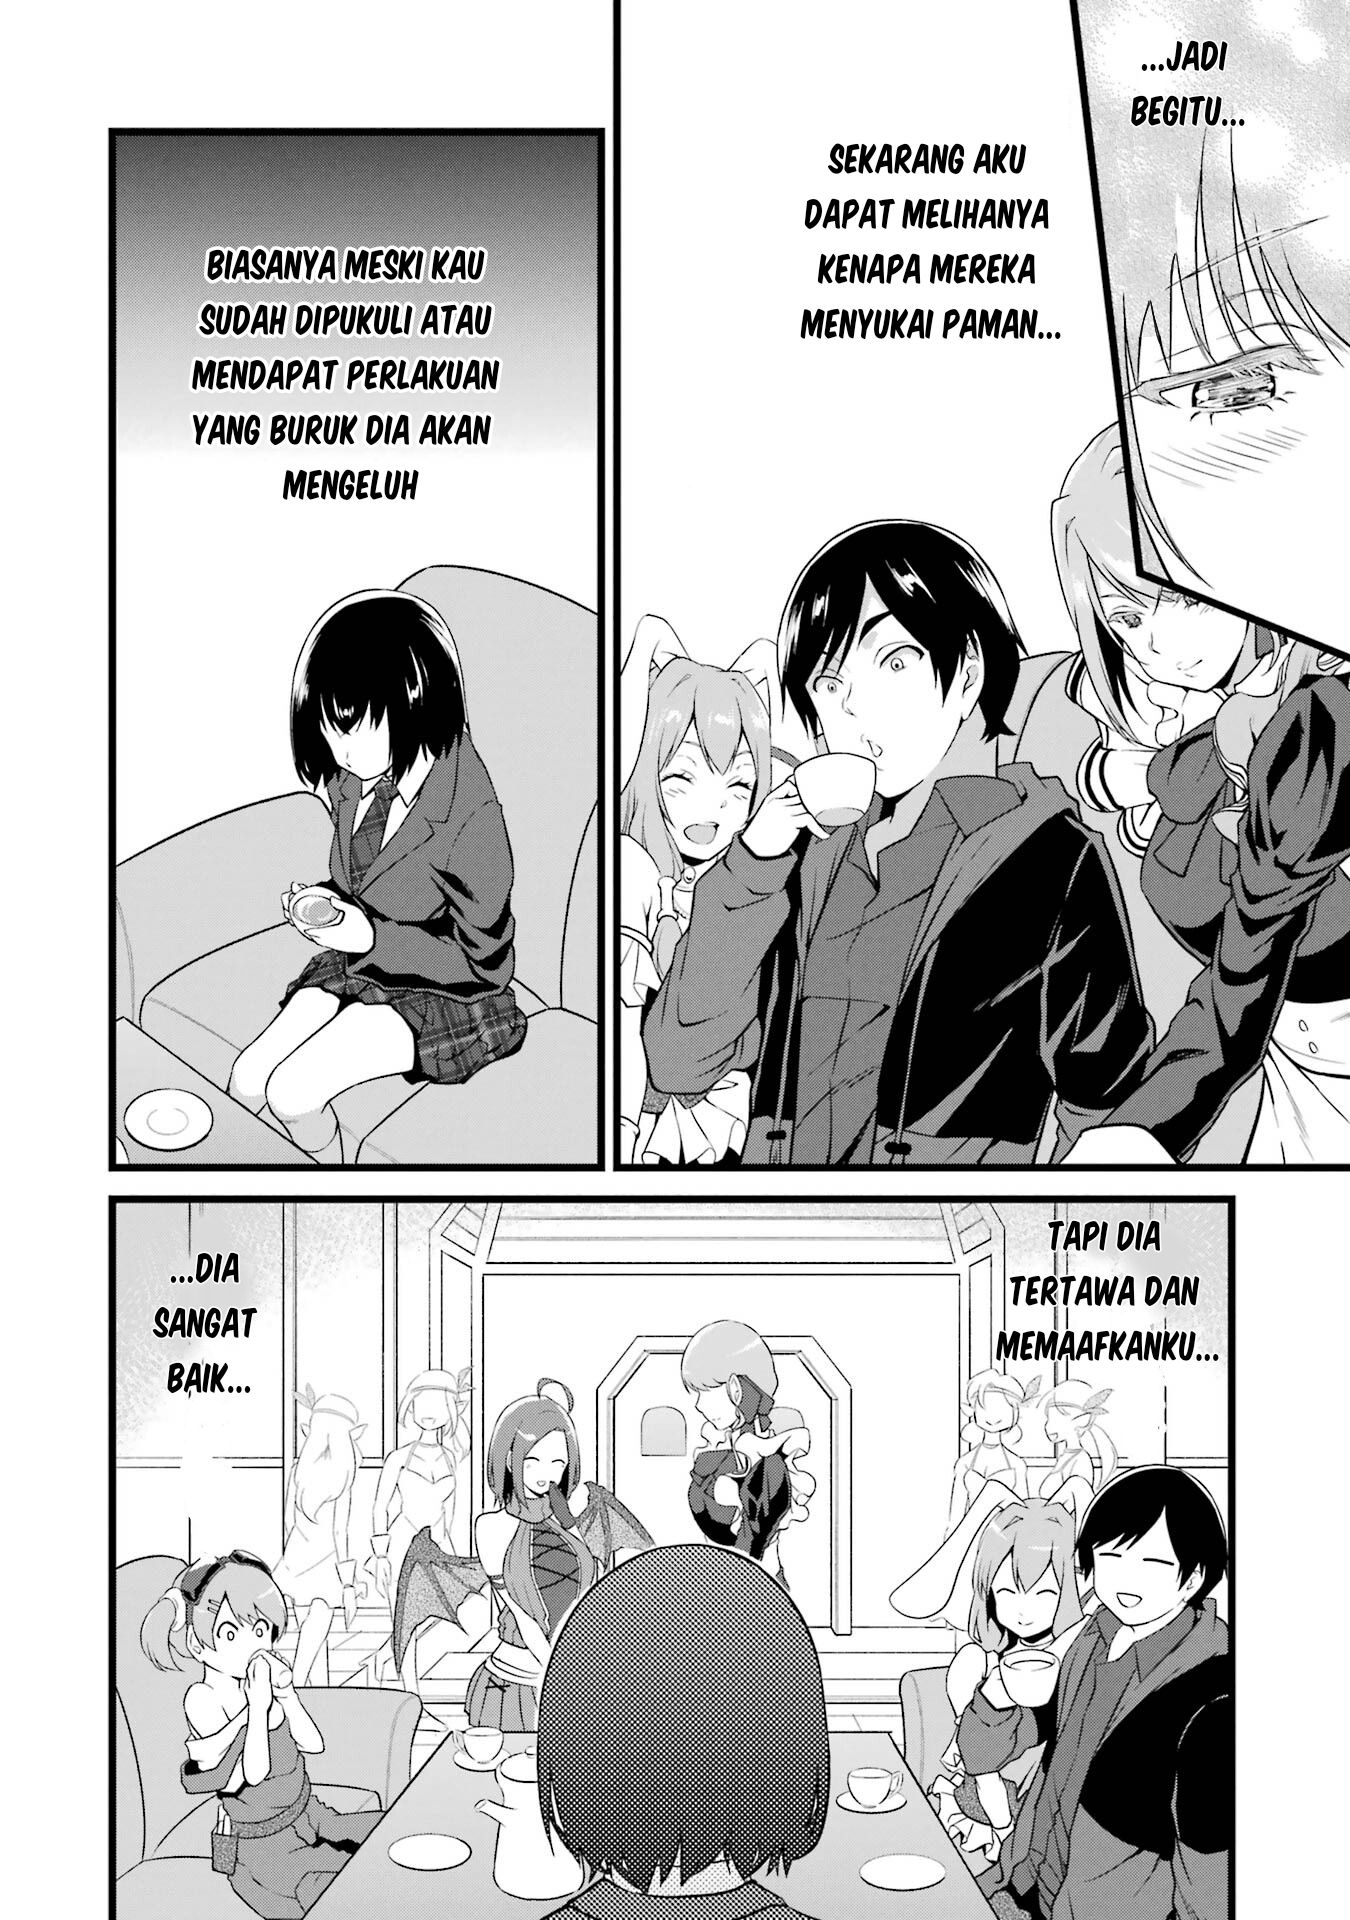 ...JADI
BEGITU...
SEKARANG AKU
DAPAT MELIHANYA
KENAPA MEREKA
MENYUKAI PAMAN...
BIASANYA MESKI KAU
SUDAH DIPUKULI ATAU
MENDAPAT PERLAKUAN
YANG BURUK DIA AKAN
MENGELUH
TAPI DIA
TERTAWA DAN
MEMAAFKANKU...
...DIA
SANGAT
BAIK...